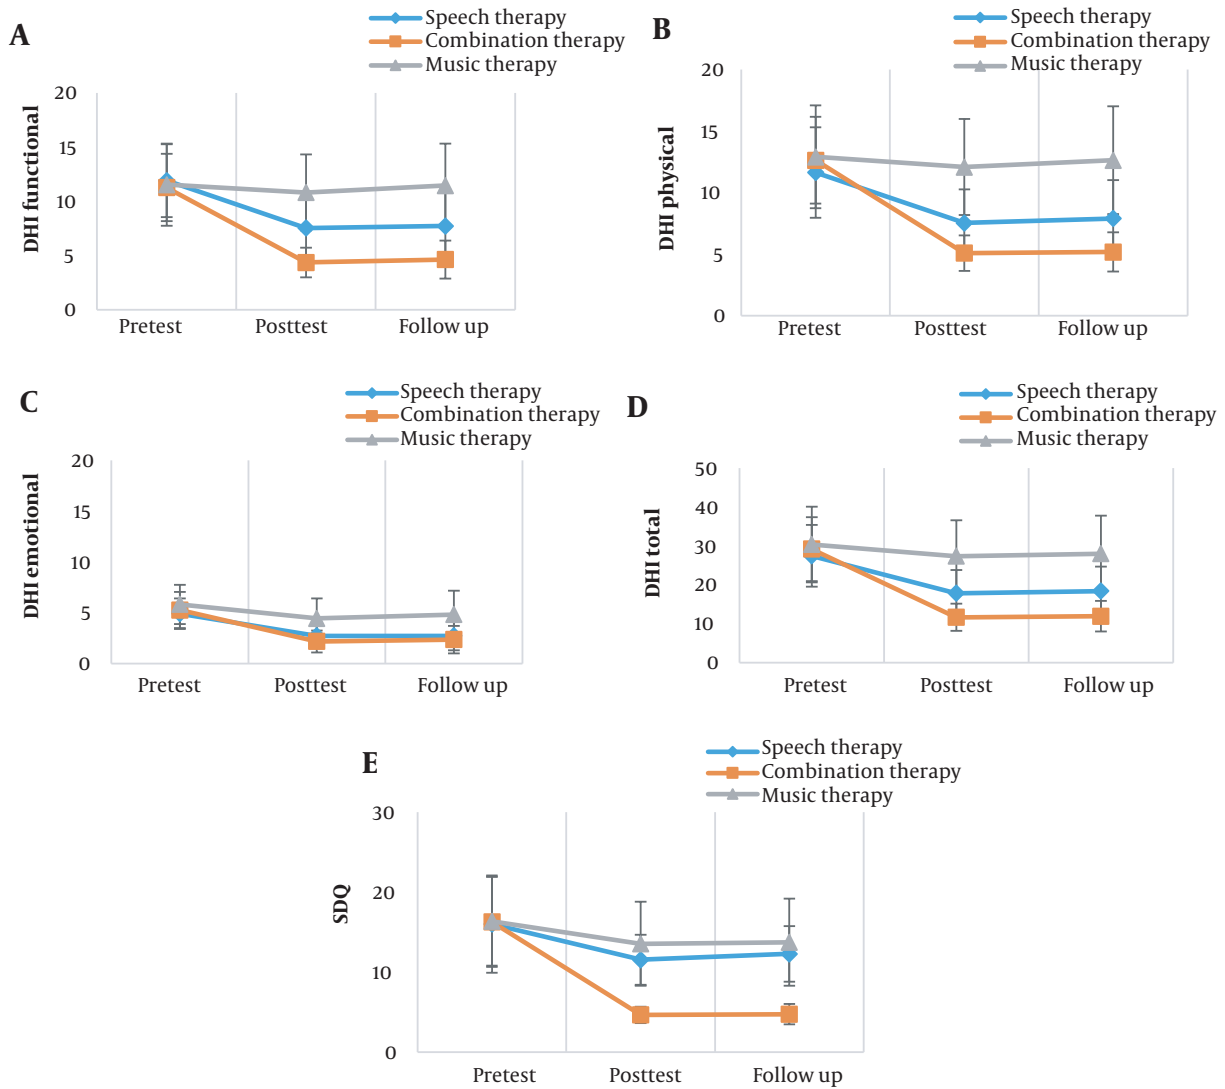 A
Speech therapy
Combination therapy
Music therapy
DHI functional
20
15
10
5
0
Pretest Posttest Follow up
B
Speech therapy
Combination therapy
Music therapy
DHI physical
20
15
10
5
0
Pretest Posttest Follow up
C
Speech therapy
Combination therapy
Music therapy
DHI emotional
20
15
10
5
0
Pretest Posttest Follow up
D
Speech therapy
Combination therapy
Music therapy
DHI total
50
40
30
20
10
0
Pretest Posttest Follow up
E
Speech therapy
Combination therapy
Music therapy
SDQ
30
20
10
0
Pretest Posttest Follow up